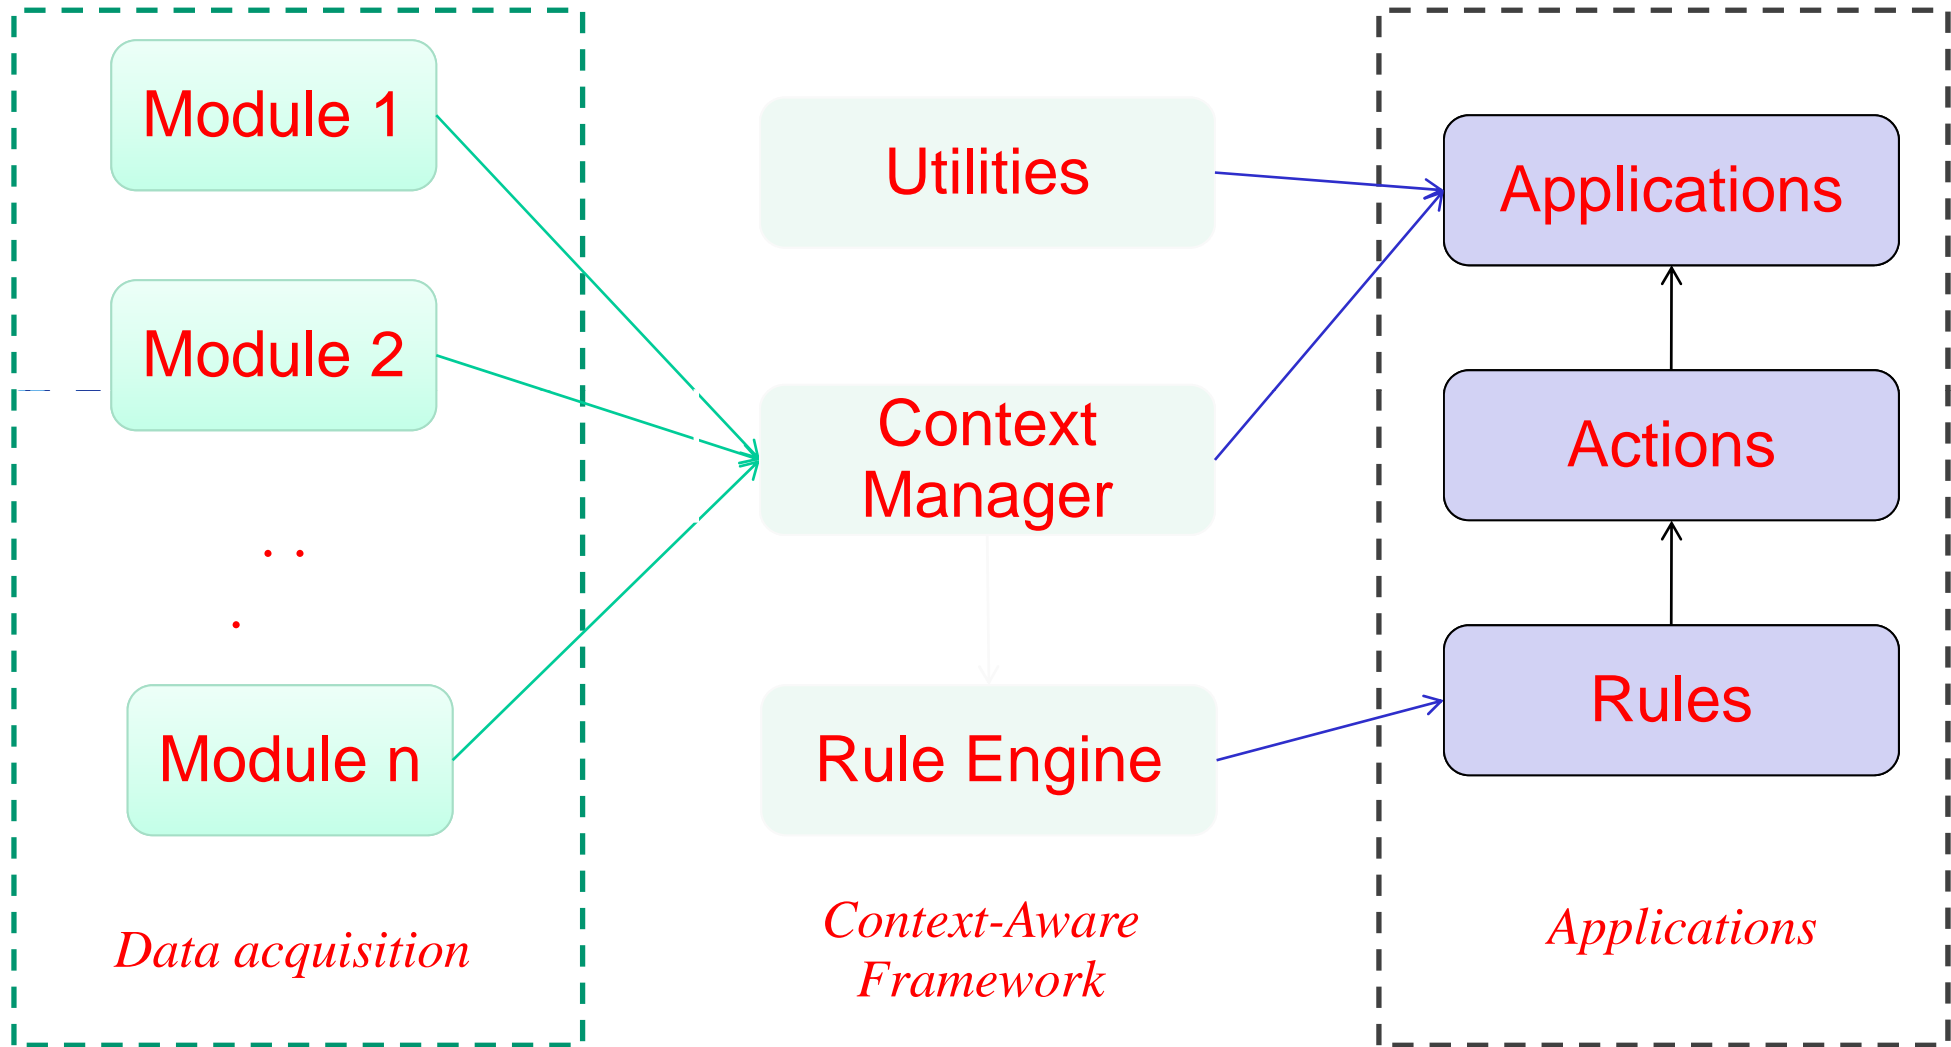 Module 1
Module 2
. .
.
Module n
Data acquisition
Utilities
Context
Manager
Rule Engine
Context-Aware
Framework
Applications
Actions
Rules
Applications